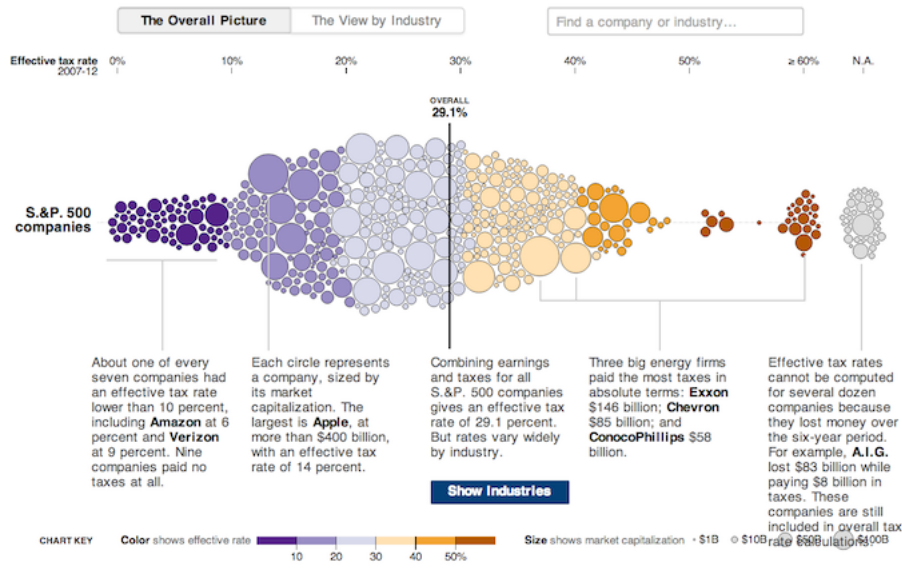 The Overall Picture
The View by Industry
Find a company or industry…
Effective tax rate
2007-12
0% 10% 20% 30% 40% 50% ≥ 60% N.A.
OVERALL
29.1%
S.&P. 500
companies
About one of every
seven companies had
an effective tax rate
lower than 10 percent,
including Amazon at 6
percent and Verizon
at 9 percent. Nine
companies paid no
taxes at all.
Each circle represents
a company, sized by
its market
capitalization. The
largest is Apple, at
more than $400 billion,
with an effective tax
rate of 14 percent.
Combining earnings
and taxes for all
S.&P. 500 companies
gives an effective tax
rate of 29.1 percent.
But rates vary widely
by industry.
Show Industries
Three big energy firms
paid the most taxes in
absolute terms: Exxon
$146 billion; Chevron
$85 billion; and
ConocoPhillips $58
billion.
Effective tax rates
cannot be computed
for several dozen
companies because
they lost money over
the six-year period.
For example, A.I.G.
lost $83 billion while
paying $8 billion in
taxes. These
companies are still
included in overall tax
rate calculations.
CHART KEY
Color shows effective rate
10 20 30 40 50%
Size shows market capitalization
$1B $10B $50B $100B